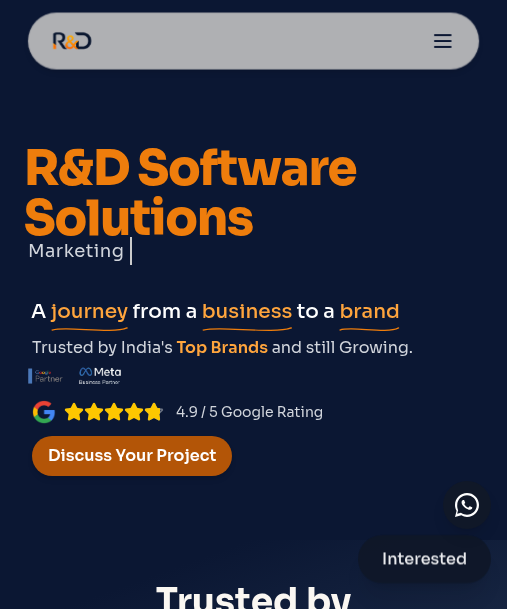 R&D
R&D Software
Solutions
Marketing
A journey from a business to a brand
Trusted by India's Top Brands and still Growing.
Google
Partner
Meta
Business Partner
4.9 / 5 Google Rating
Discuss Your Project
Interested
Trusted by